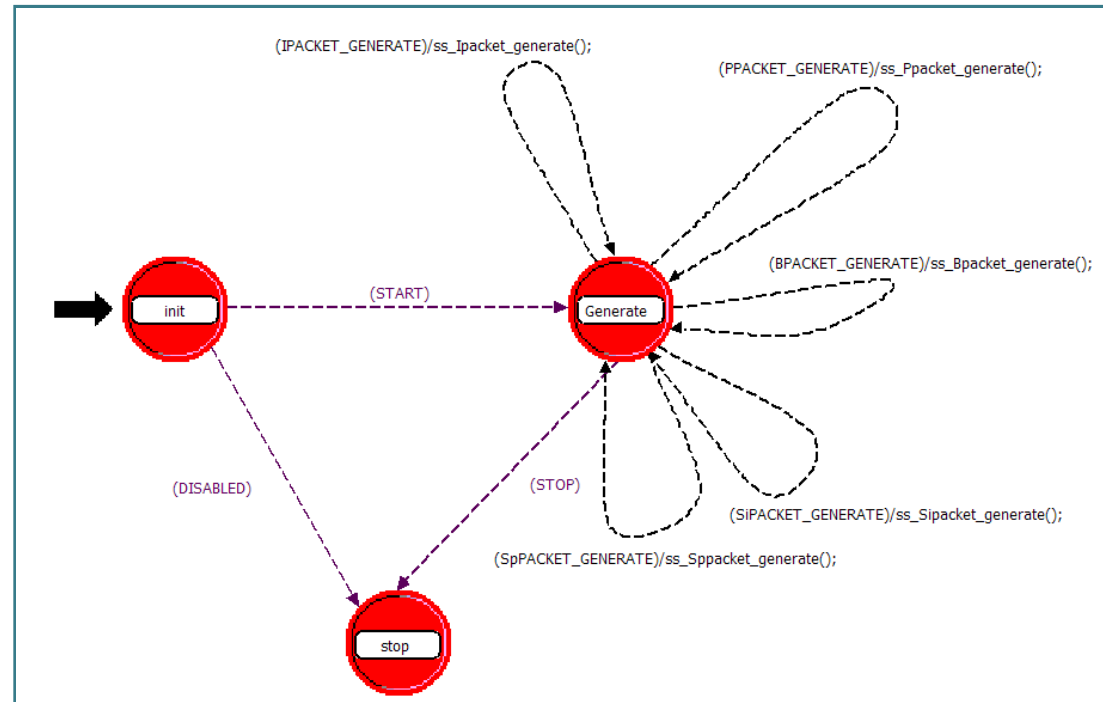 (IPACKET_GENERATE)/ss_Ipacket_generate();
(PPACKET_GENERATE)/ss_Ppacket_generate();
(BPACKET_GENERATE)/ss_Bpacket_generate();
(START)
init
Generate
(DISABLED)
(STOP)
(SiPACKET_GENERATE)/ss_Sipacket_generate();
(SpPACKET_GENERATE)/ss_Sppacket_generate();
stop